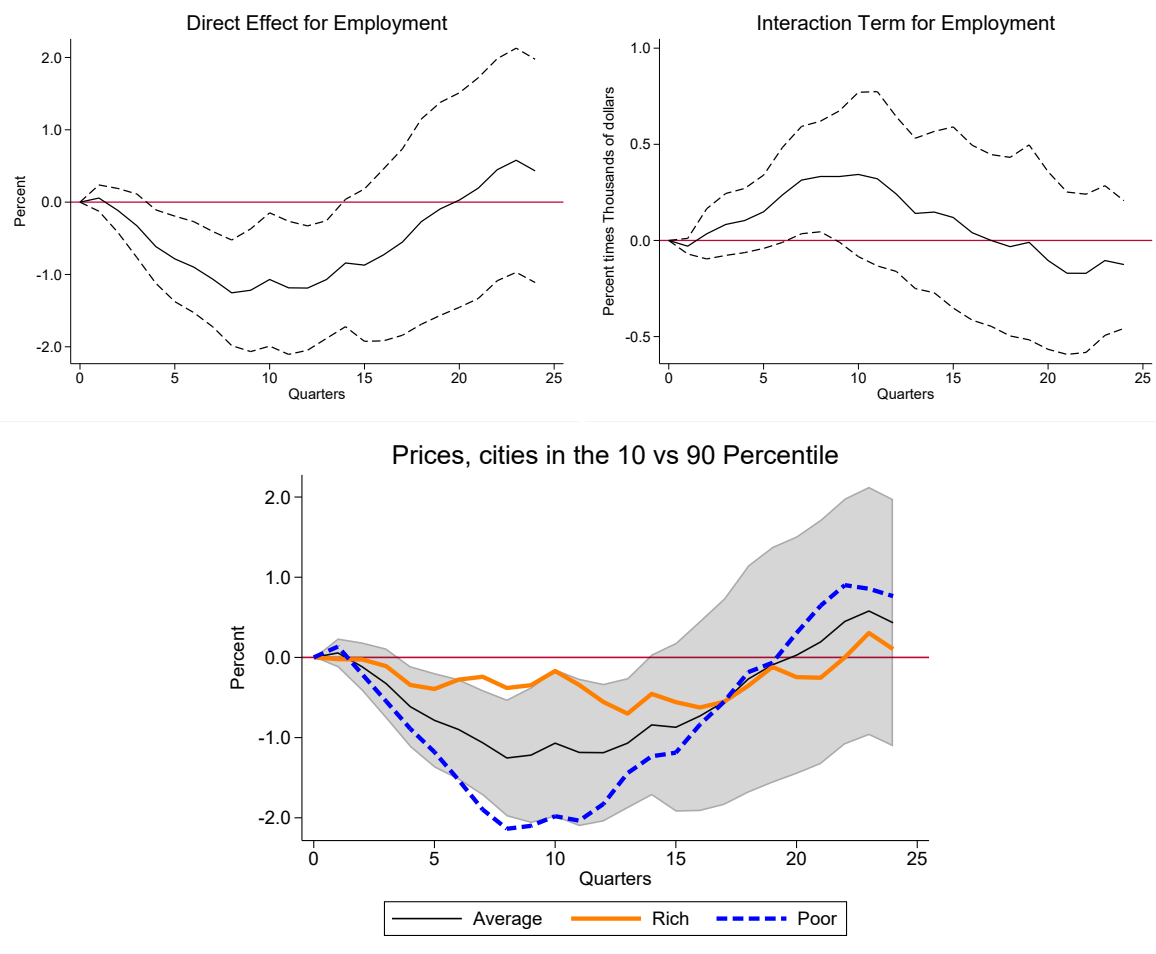 Direct Effect for Employment
Percent
2.0
1.0
0.0
-1.0
-2.0
0 5 10 15 20 25
Quarters
Interaction Term for Employment
Percent times Thousands of dollars
1.0
0.5
0.0
-0.5
0 5 10 15 20 25
Quarters
Prices, cities in the 10 vs 90 Percentile
Percent
2.0
1.0
0.0
-1.0
-2.0
0 5 10 15 20 25
Quarters
Average Rich Poor